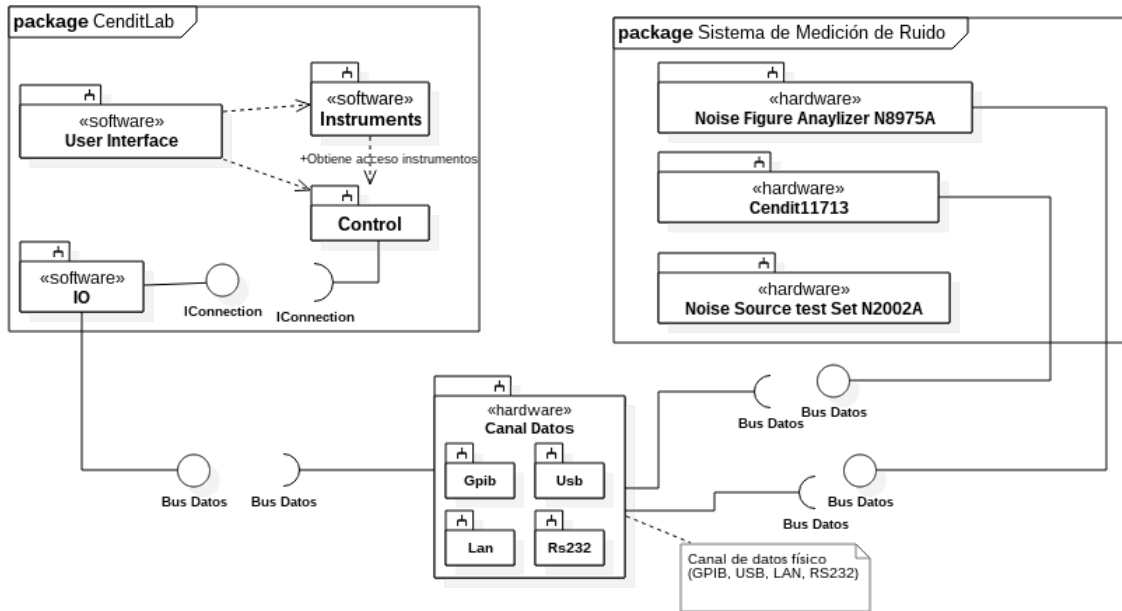 package CenditLab
«software»
User Interface
«software»
Instruments
+Obtiene acceso instrumentos
Control
«software»
IO
IConnection
IConnection
package Sistema de Medición de Ruido
«hardware»
Noise Figure Anaylizer N8975A
«hardware»
Cendit11713
«hardware»
Noise Source test Set N2002A
«hardware»
Canal Datos
Gpib
Usb
Lan
Rs232
Bus Datos
Bus Datos
Bus Datos
Bus Datos
Bus Datos
Bus Datos
Canal de datos físico
(GPIB, USB, LAN, RS232)